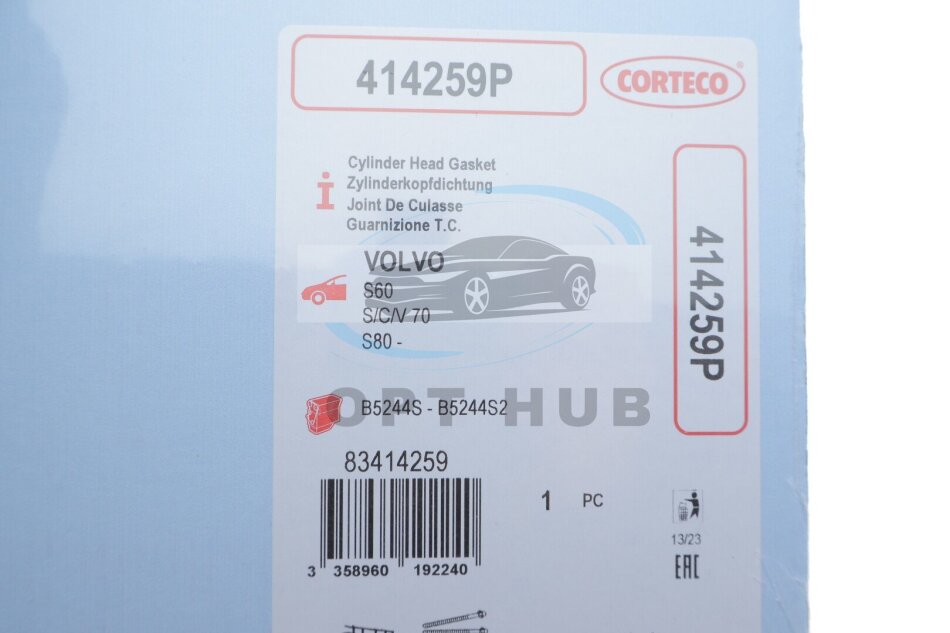 414259P
CORTECO®
Cylinder Head Gasket
Zylinderkopfdichtung
Joint De Culasse
Guarnizione T.C.
414259P
VOLVO
S60
S/C/V 70
S80 -
OPT HUB
B5244S - B5244S2
83414259
1 PC
13/23
3 358960 192240
EAC